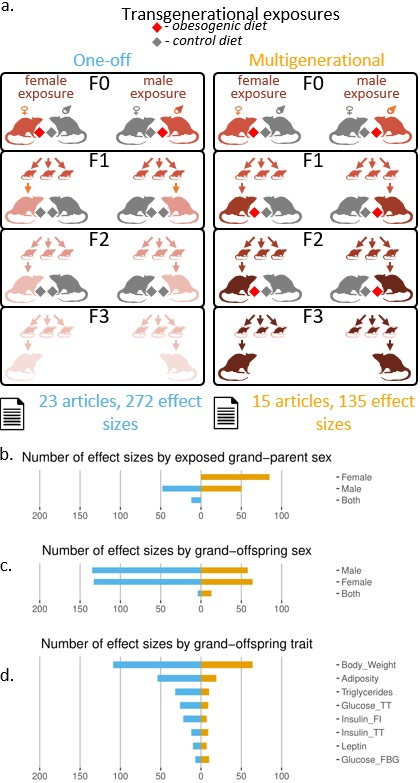 a.
Transgenerational exposures
- obesogenic diet
- control diet
One-off
Multigenerational
female exposure
F0
male exposure
female exposure
F0
male exposure
♀
♂
♀
♂
F1
F1
F2
F2
F3
F3
23 articles, 272 effect sizes
15 articles, 135 effect sizes
b.
Number of effect sizes by exposed grand-parent sex
Female
Male
Both
200 150 100 50 0 50 100
c.
Number of effect sizes by grand-offspring sex
Male
Female
Both
200 150 100 50 0 50 100
d.
Number of effect sizes by grand-offspring trait
Body_Weight
Adiposity
Triglycerides
Glucose_TT
Insulin_FI
Insulin_TT
Leptin
Glucose_FBG
200 150 100 50 0 50 100